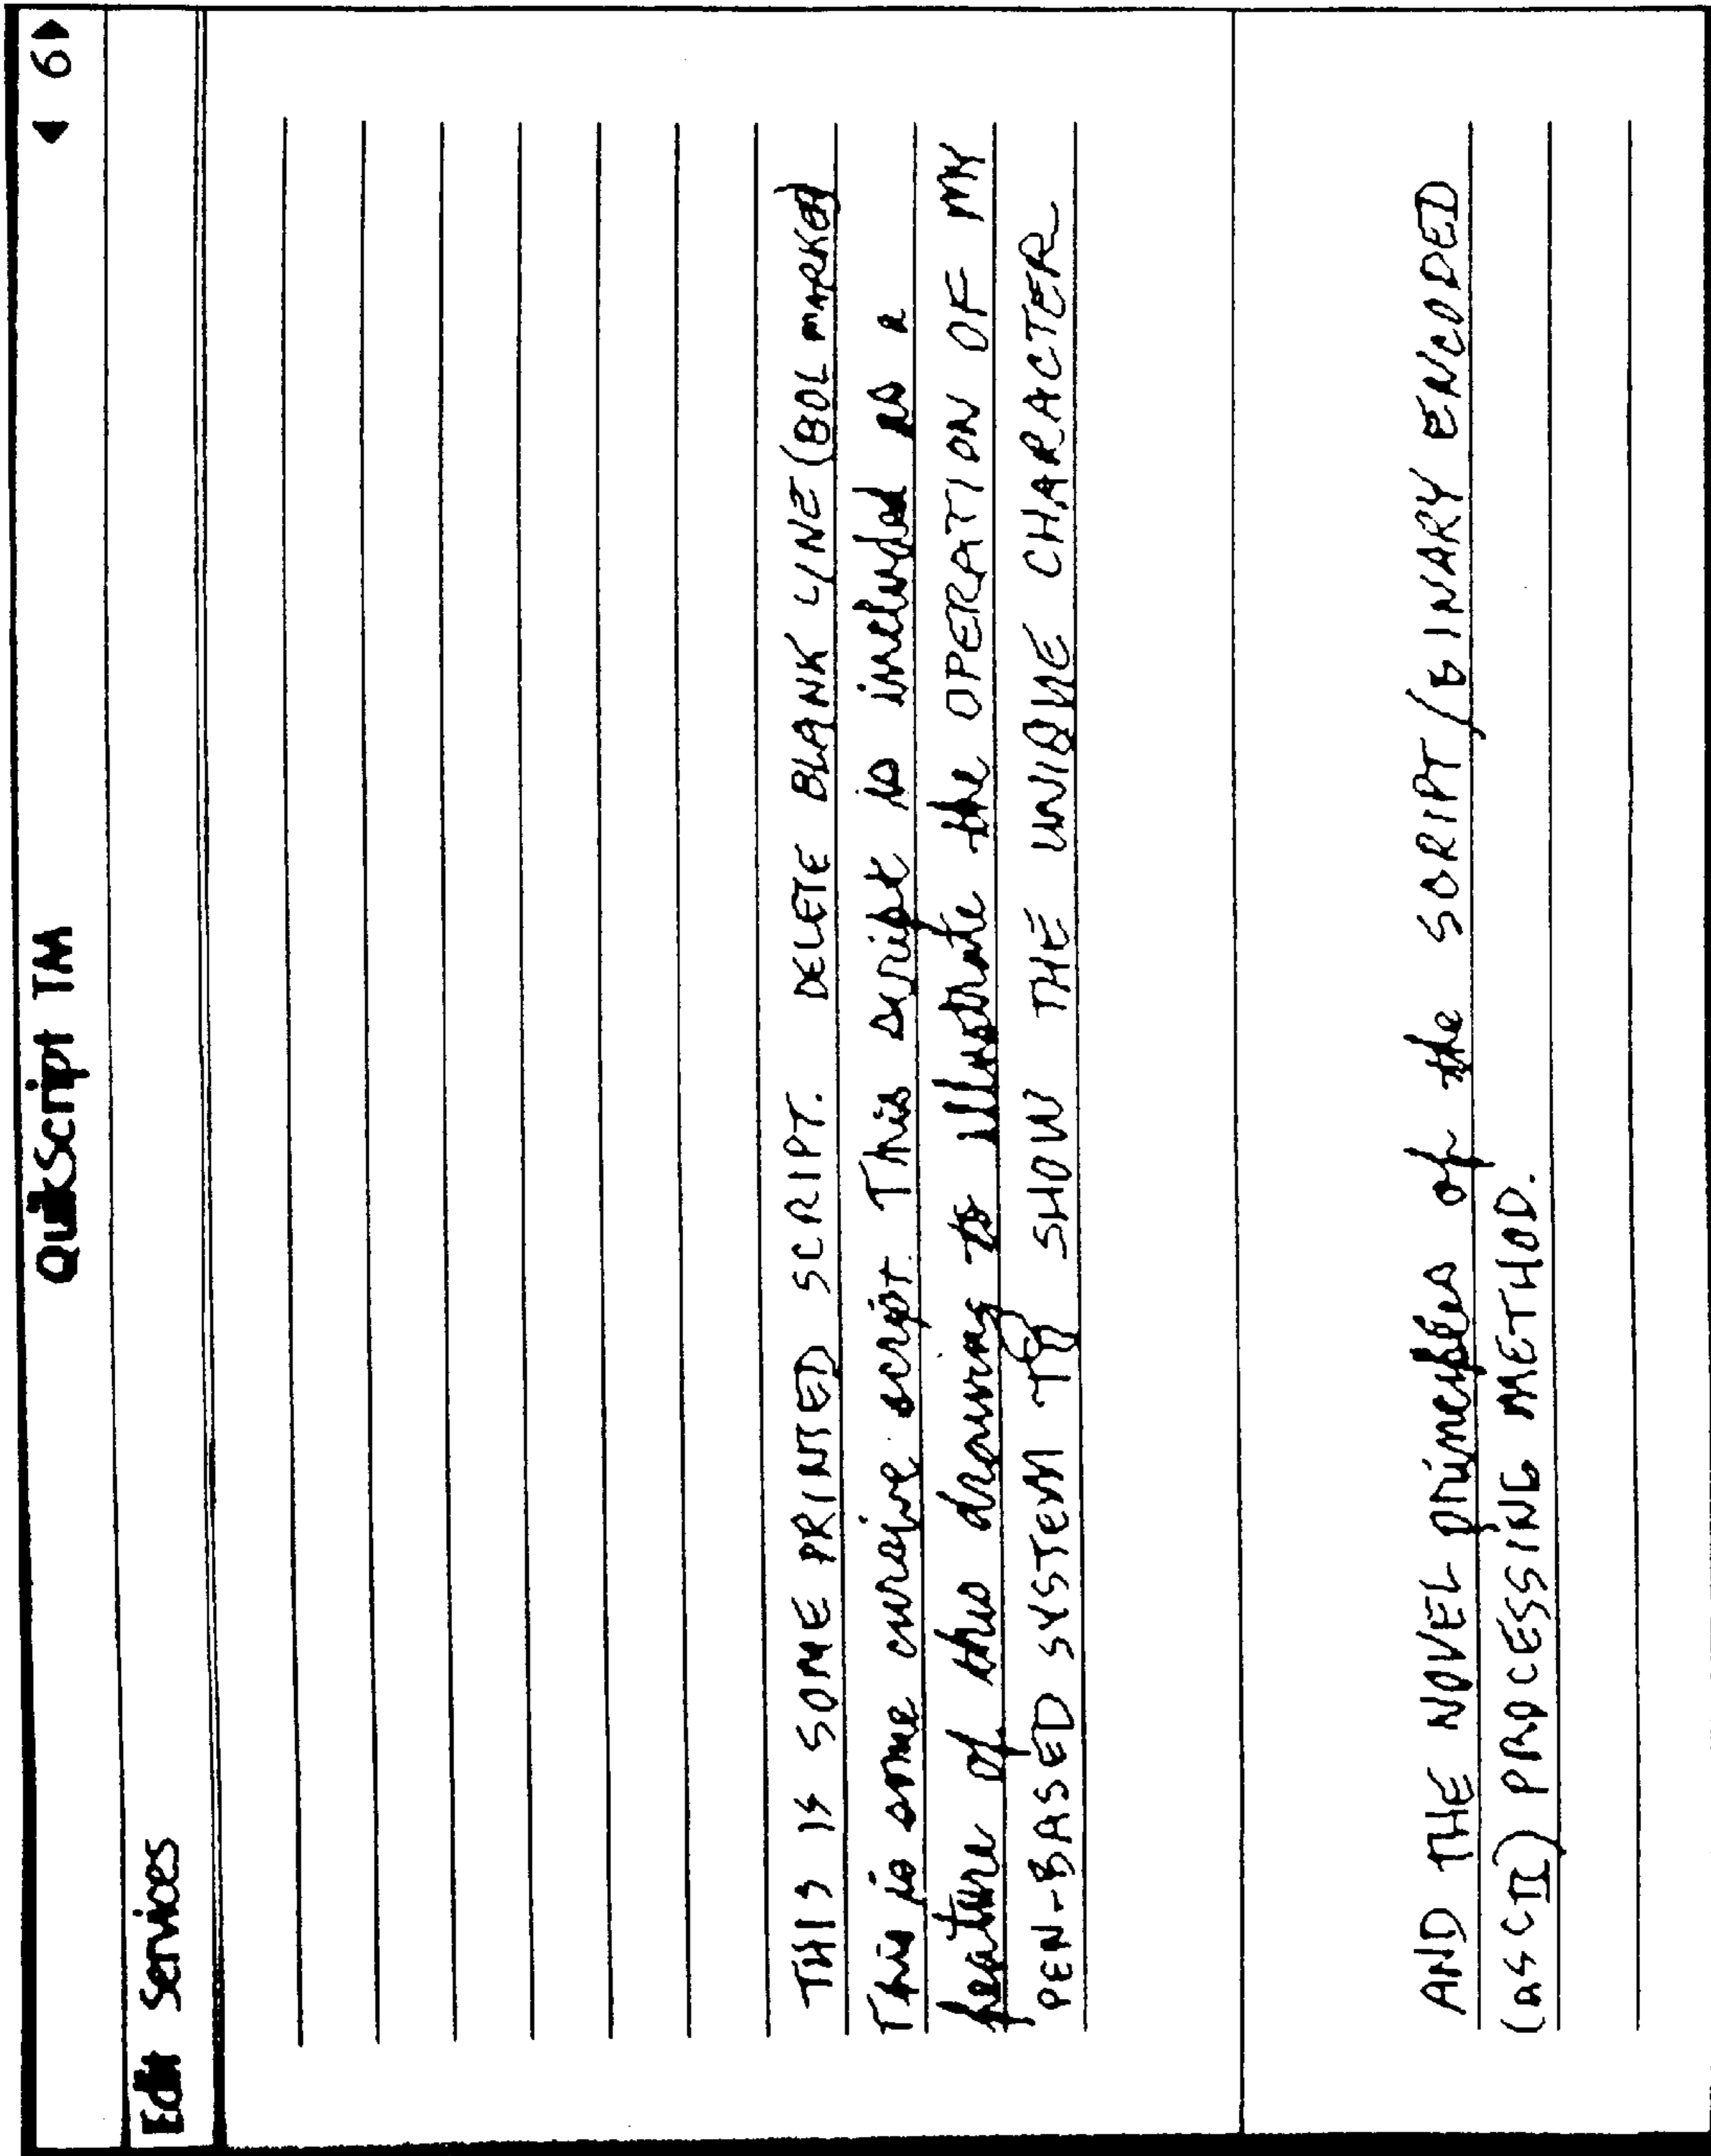 QuikScript TM ◀ 6 ▶
Edit Services
THIS IS SOME PRINTED SCRIPT. DELETE BLANK LINE (BOL MARKER)
This is some cursive script. This script is included as a
feature of this drawing to illustrate the OPERATION OF MY
PEN-BASED SYSTEM TO SHOW THE UNIQUE CHARACTER
AND THE NOVEL principles of the SCRIPT/BINARY ENCODED
(ASCII) PROCESSING METHOD.